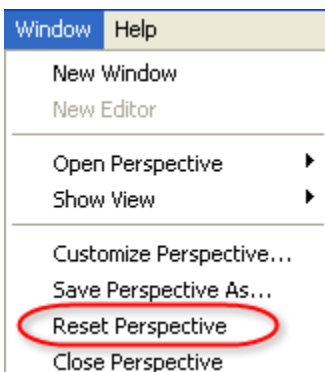 Window Help
New Window
New Editor
Open Perspective
Show View
Customize Perspective...
Save Perspective As...
Reset Perspective
Close Perspective